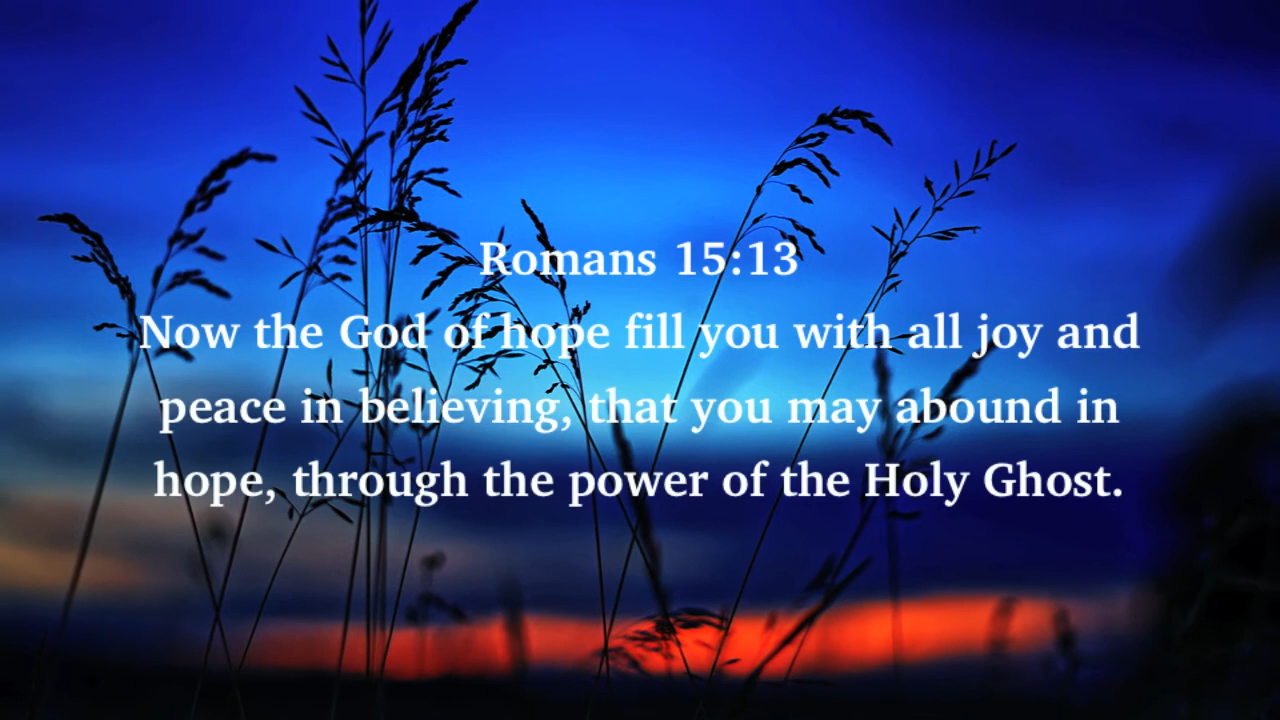 Romans 15:13
Now the God of hope fill you with all joy and
peace in believing, that you may abound in
hope, through the power of the Holy Ghost.